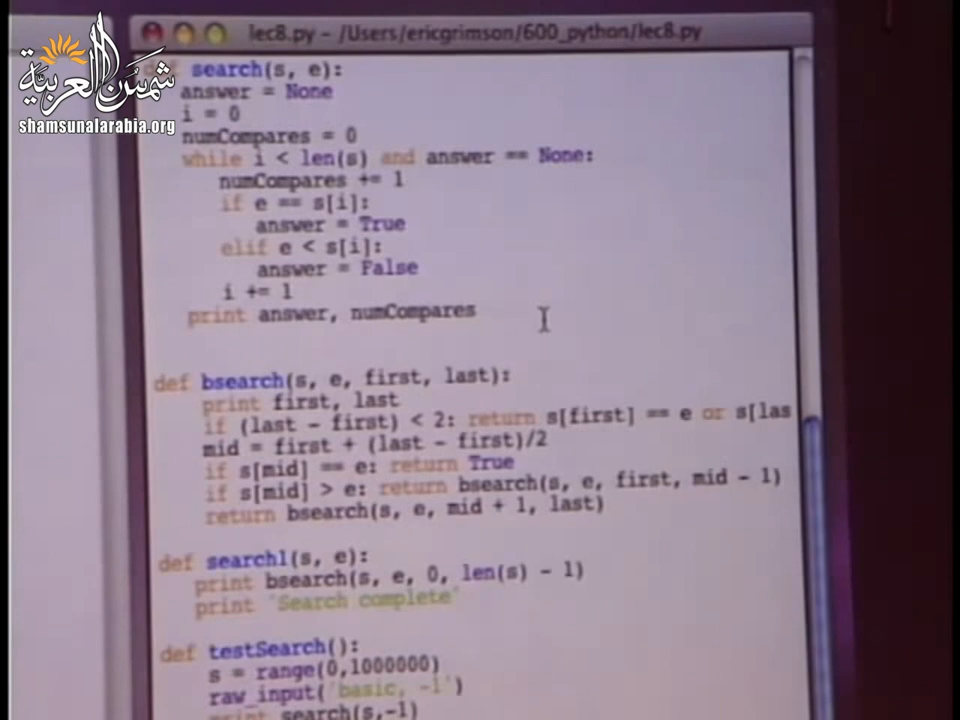 شمس العربية
shamsunalarabia.org
lec8.py - /Users/ericgrimson/600_python/lec8.py
def search(s, e):
answer = None
i = 0
numCompares = 0
while i < len(s) and answer == None:
numCompares += 1
if e == s[i]:
answer = True
elif e < s[i]:
answer = False
i += 1
print answer, numCompares
def bsearch(s, e, first, last):
print first, last
if (last - first) < 2: return s[first] == e or s[las
mid = first + (last - first)/2
if s[mid] == e: return True
if s[mid] > e: return bsearch(s, e, first, mid - 1)
return bsearch(s, e, mid + 1, last)
def search1(s, e):
print bsearch(s, e, 0, len(s) - 1)
print 'Search complete'
def testSearch():
s = range(0,1000000)
raw_input('basic, -1')
print search(s,-1)